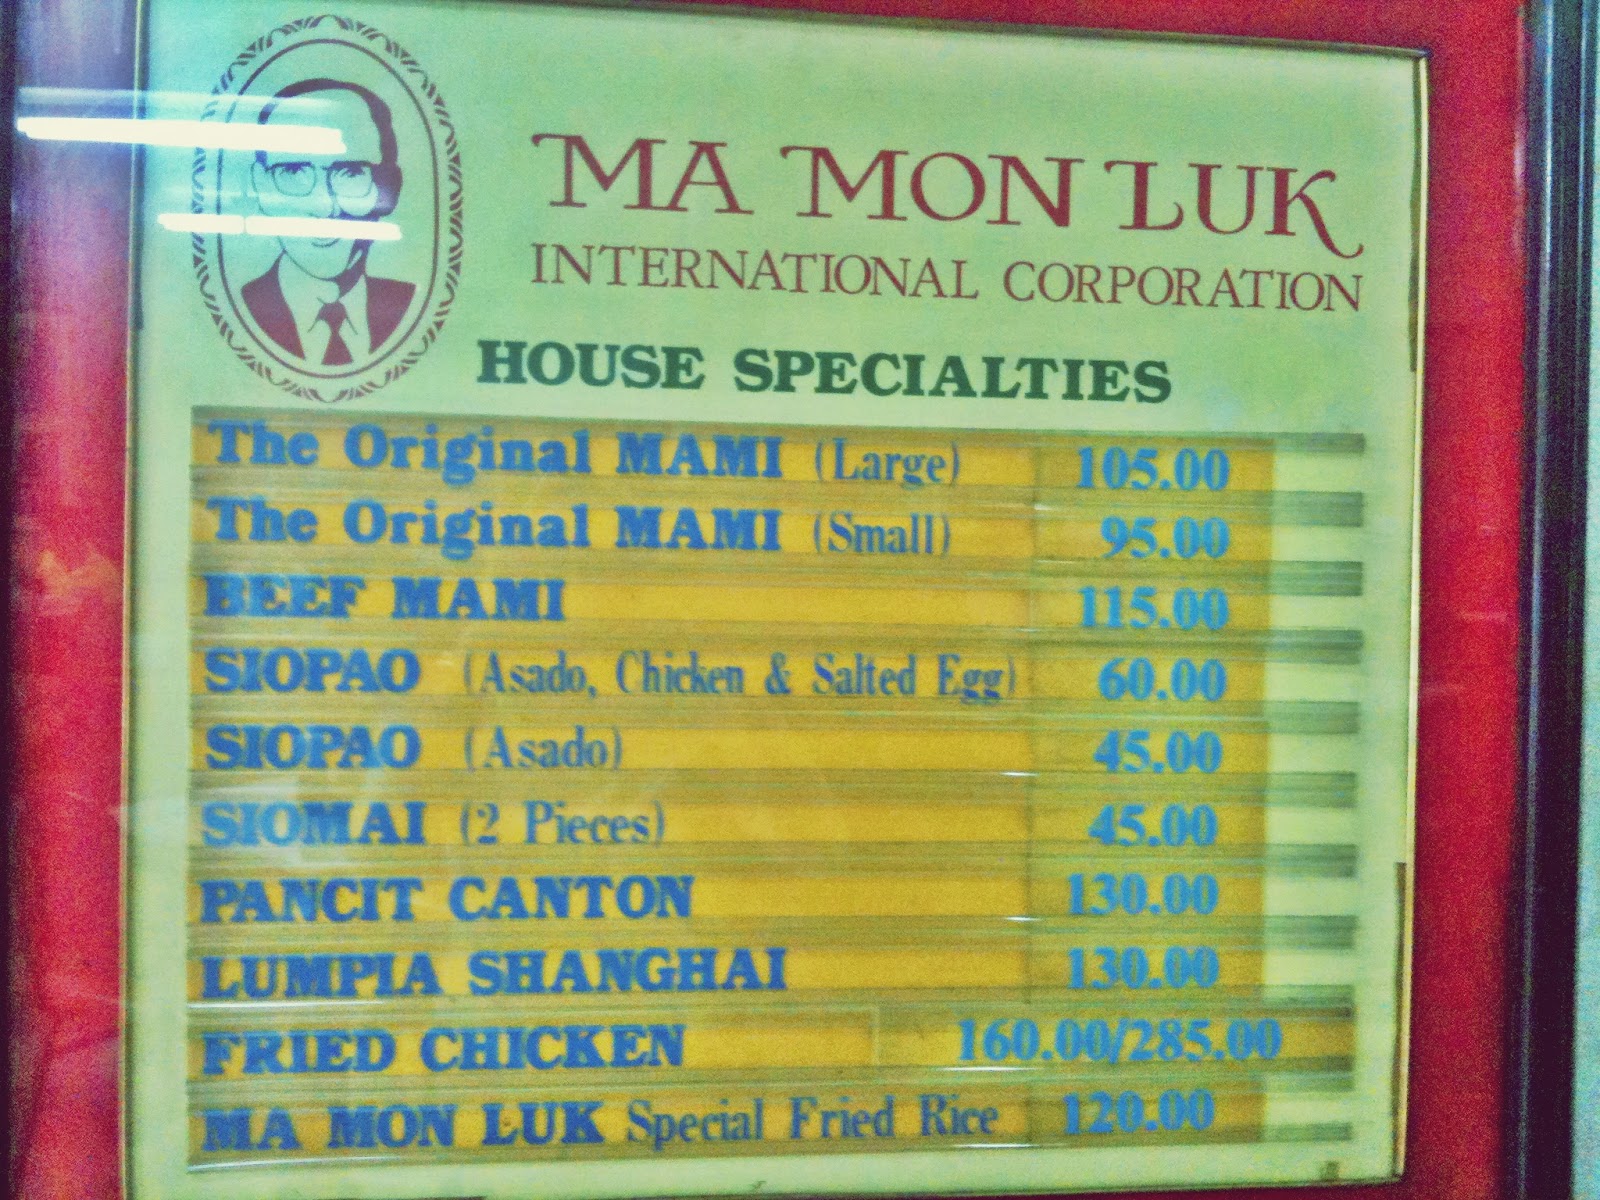 MA MON LUK
INTERNATIONAL CORPORATION
HOUSE SPECIALTIES
The Original MAMI (Large) 105.00
The Original MAMI (Small) 95.00
BEEF MAMI 115.00
SIOPAO (Asado, Chicken & Salted Egg) 60.00
SIOPAO (Asado) 45.00
SIOMAI (2 Pieces) 45.00
PANCIT CANTON 130.00
LUMPIA SHANGHAI 130.00
FRIED CHICKEN 160.00/285.00
MA MON LUK Special Fried Rice 120.00